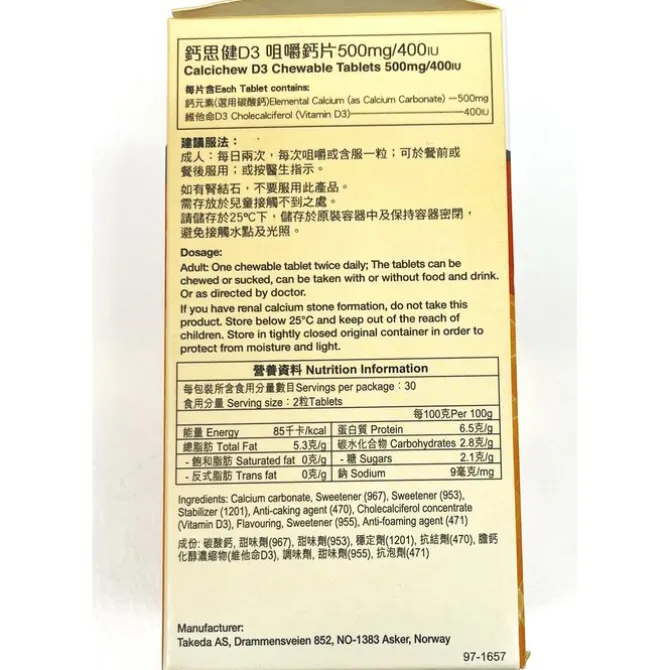 鈣思健D3 咀嚼鈣片500mg/400IU
Calcichew D3 Chewable Tablets 500mg/400IU
每片含Each Tablet contains:
鈣元素(選用碳酸鈣)Elemental Calcium (as Calcium Carbonate) —500mg
維他命D3 Cholecalciferol (Vitamin D3)—400IU
建議服法：
成人：每日兩次，每次咀嚼或含服一粒；可於餐前或
餐後服用；或按醫生指示。
如有腎結石，不要服用此產品。
需存放於兒童接觸不到之處。
請儲存於25°C下，儲存於原裝容器中及保持容器密閉，
避免接觸水點及光照。
Dosage:
Adult: One chewable tablet twice daily; The tablets can be
chewed or sucked, can be taken with or without food and drink.
Or as directed by doctor.
If you have renal calcium stone formation, do not take this
product. Store below 25°C and keep out of the reach of
children. Store in tightly closed original container in order to
protect from moisture and light.
營養資料 Nutrition Information
每包裝所含食用分量數目Servings per package：30
食用分量 Serving size：2粒Tablets
每100克Per 100g
能量 Energy 85千卡/kcal 蛋白質 Protein 6.5克/g
總脂肪 Total Fat 5.3克/g 碳水化合物 Carbohydrates 2.8克/g
- 飽和脂肪 Saturated fat 0克/g - 糖 Sugars 2.1克/g
- 反式脂肪 Trans fat 0克/g 鈉 Sodium 9毫克/mg
Ingredients: Calcium carbonate, Sweetener (967), Sweetener (953),
Stabilizer (1201), Anti-caking agent (470), Cholecalciferol concentrate
(Vitamin D3), Flavouring, Sweetener (955), Anti-foaming agent (471)
成份: 碳酸鈣, 甜味劑(967), 甜味劑(953), 穩定劑(1201), 抗結劑(470), 膽鈣
化醇濃縮物(維他命D3), 調味劑, 甜味劑(955), 抗泡劑(471)
Manufacturer:
Takeda AS, Drammensveien 852, NO-1383 Asker, Norway
97-1657